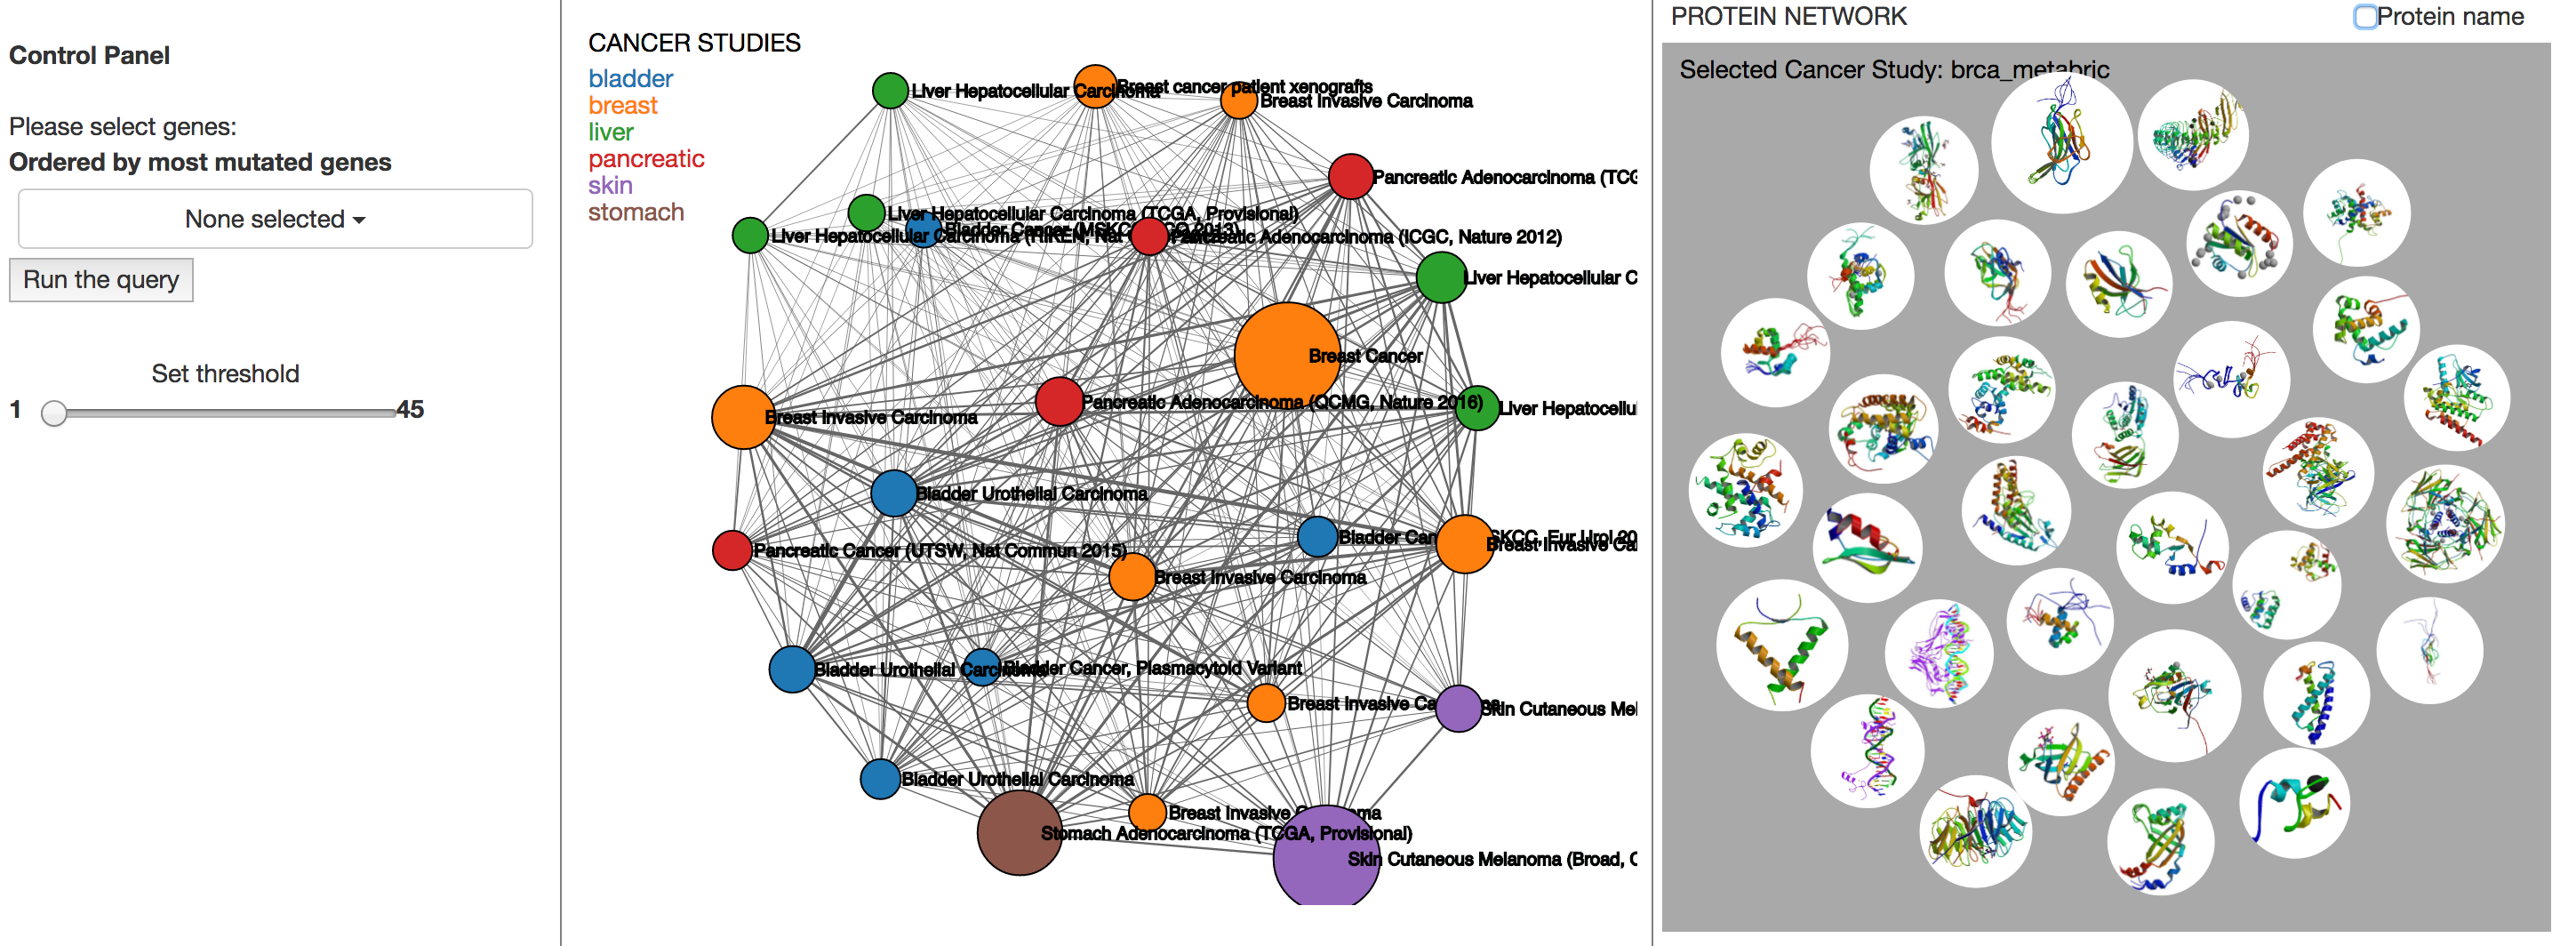 Control Panel
Please select genes:
Ordered by most mutated genes
None selected
Run the query
Set threshold
1
45
CANCER STUDIES
bladder
breast
liver
pancreatic
skin
stomach
Liver Hepatocellular Carcinoma
Breast cancer patient xenografts
Breast Invasive Carcinoma
Pancreatic Adenocarcinoma (TCG
Liver Hepatocellular Carcinoma (TCGA, Provisional)
Bladder Cancer (MSKCC, 2013)
Liver Hepatocellular Carcinoma (RIKEN, Nat
Pancreatic Adenocarcinoma (ICGC, Nature 2012)
Liver Hepatocellular C
Breast Cancer
Pancreatic Adenocarcinoma (QCMG, Nature 2016)
Liver Hepatocellu
Breast Invasive Carcinoma
Bladder Urothelial Carcinoma
Bladder Can SKCC, Eur Urol 20
Breast Invasive Ca
Pancreatic Cancer (UTSW, Nat Commun 2015)
Breast Invasive Carcinoma
Bladder Urothelial Carcinoma
Bladder Cancer, Plasmacytoid Variant
Breast Invasive Ca
Skin Cutaneous Mel
Bladder Urothelial Carcinoma
Breast Invasive Carcinoma
Stomach Adenocarcinoma (TCGA, Provisional)
Skin Cutaneous Melanoma (Broad, C
PROTEIN NETWORK
Protein name
Selected Cancer Study: brca_metabric